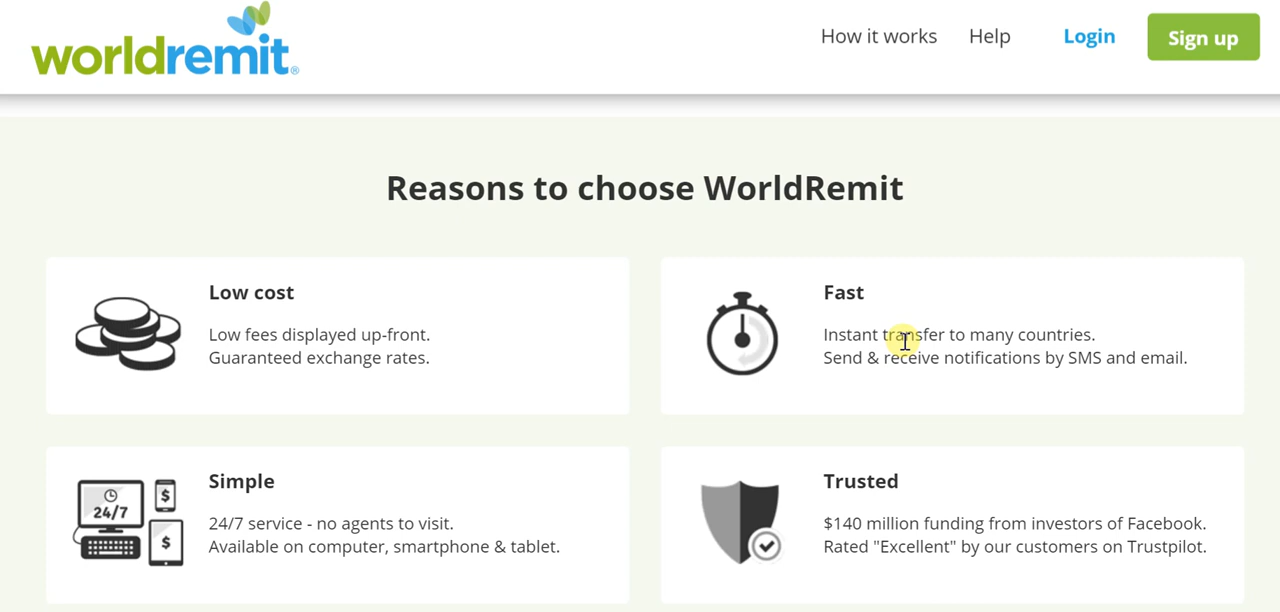 worldremit®
How it works
Help
Login
Sign up
Reasons to choose WorldRemit
Low cost
Low fees displayed up-front.
Guaranteed exchange rates.
Fast
Instant transfer to many countries.
Send & receive notifications by SMS and email.
24/7
$
$
Simple
24/7 service - no agents to visit.
Available on computer, smartphone & tablet.
Trusted
$140 million funding from investors of Facebook.
Rated "Excellent" by our customers on Trustpilot.